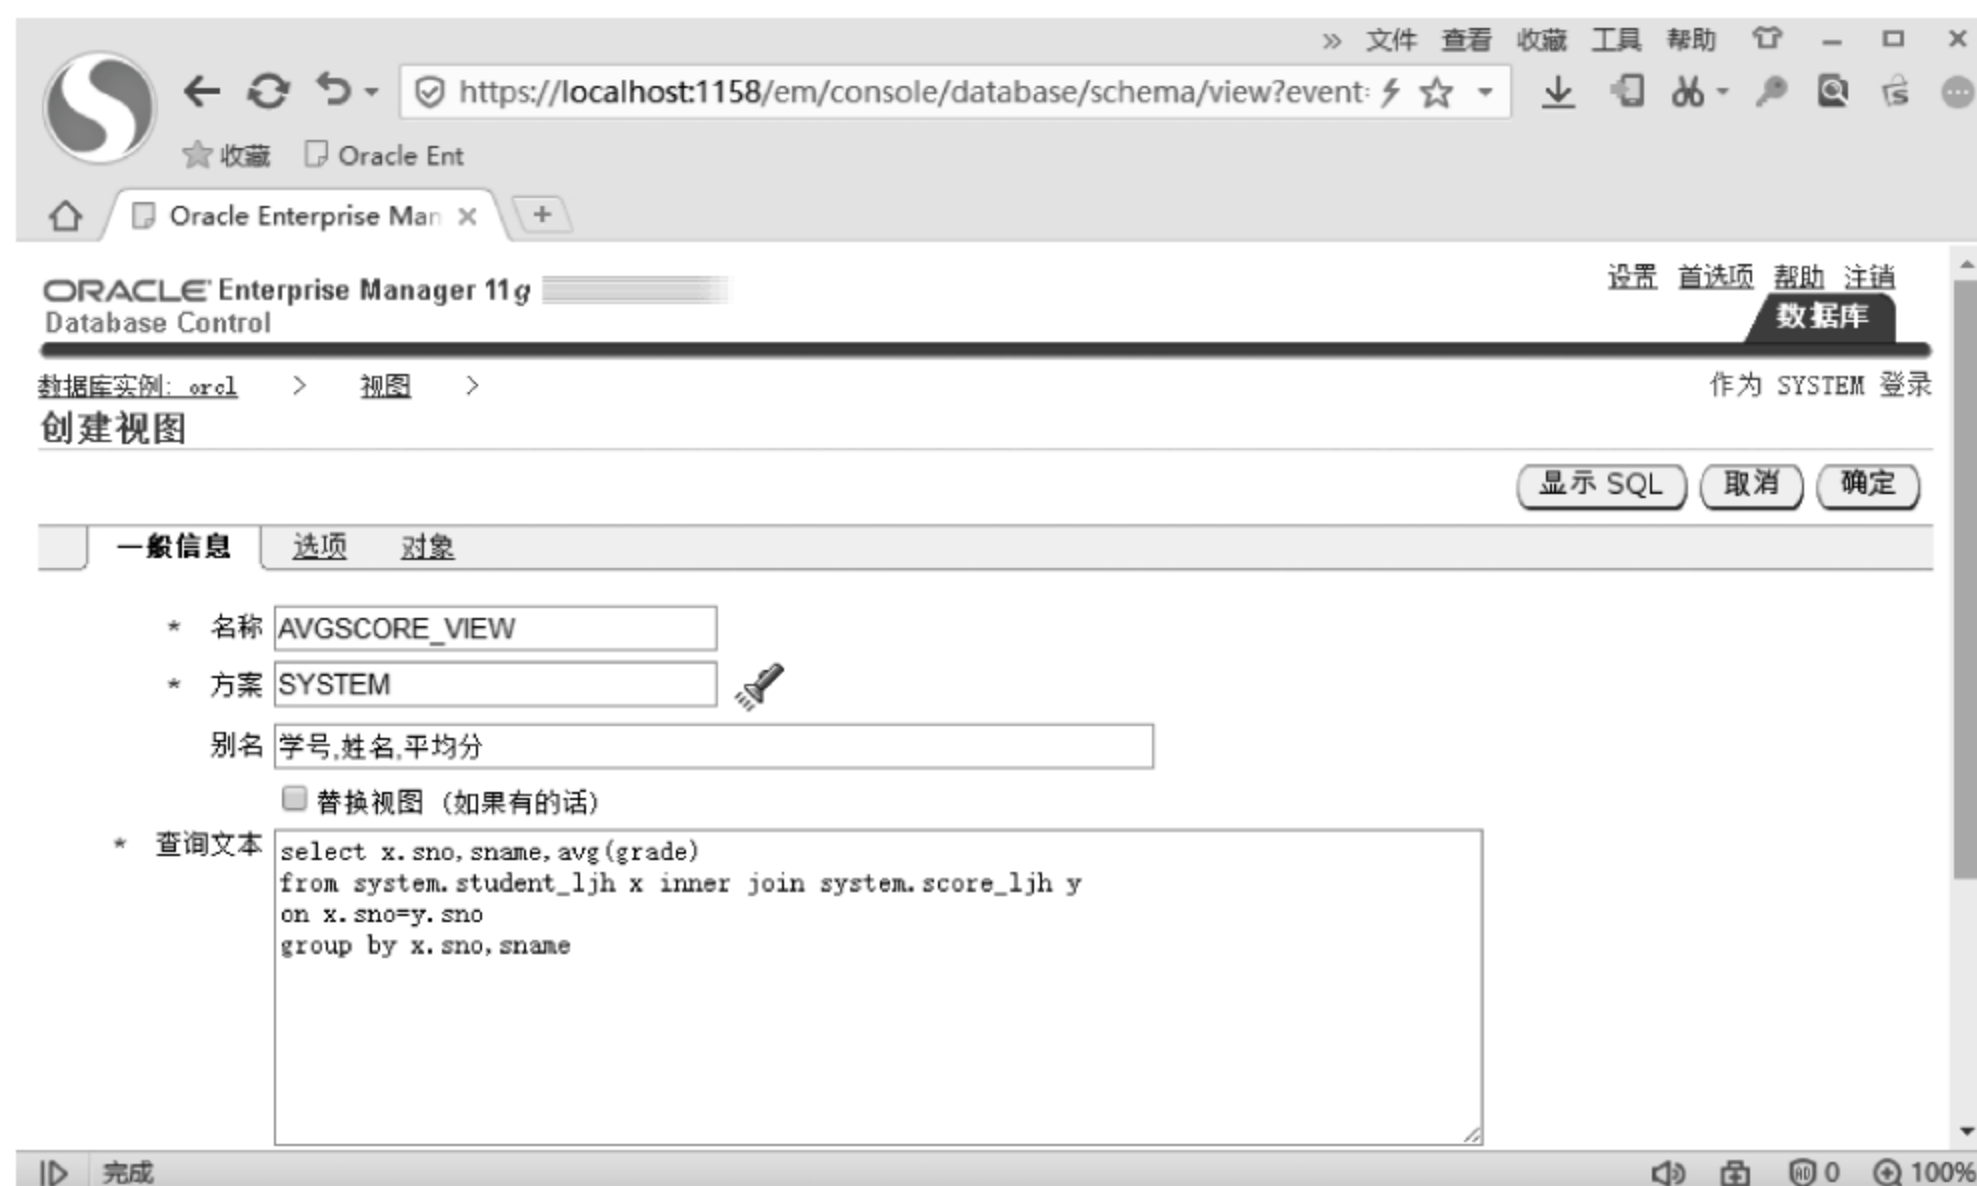 » 文件 查看 收藏 工具 帮助
https://localhost:1158/em/console/database/schema/view?event:
收藏 Oracle Ent
Oracle Enterprise Man
ORACLE Enterprise Manager 11g
Database Control
设置 首选项 帮助 注销
数据库
数据库实例: orcl > 视图 >
作为 SYSTEM 登录
创建视图
显示 SQL 取消 确定
一般信息 选项 对象
* 名称 AVGSCORE_VIEW
* 方案 SYSTEM
别名 学号,姓名,平均分
替换视图 (如果有的话)
* 查询文本
select x.sno,sname,avg(grade)
from system.student_ljh x inner join system.score_ljh y
on x.sno=y.sno
group by x.sno,sname
完成
AD 0 100%